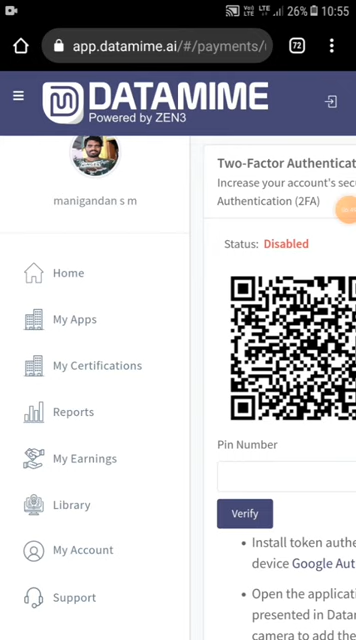 26% 10:55
app.datamime.ai/#/payments/
72
DATAMIME
Powered by ZEN3
manigandan s m
Home
My Apps
My Certifications
Reports
My Earnings
Library
My Account
Support
Two-Factor Authenticat
Increase your account's secu
Authentication (2FA)
Status: Disabled
Pin Number
Verify
• Install token authe
device Google Aut
• Open the applicati
presented in Datar
camera to add the